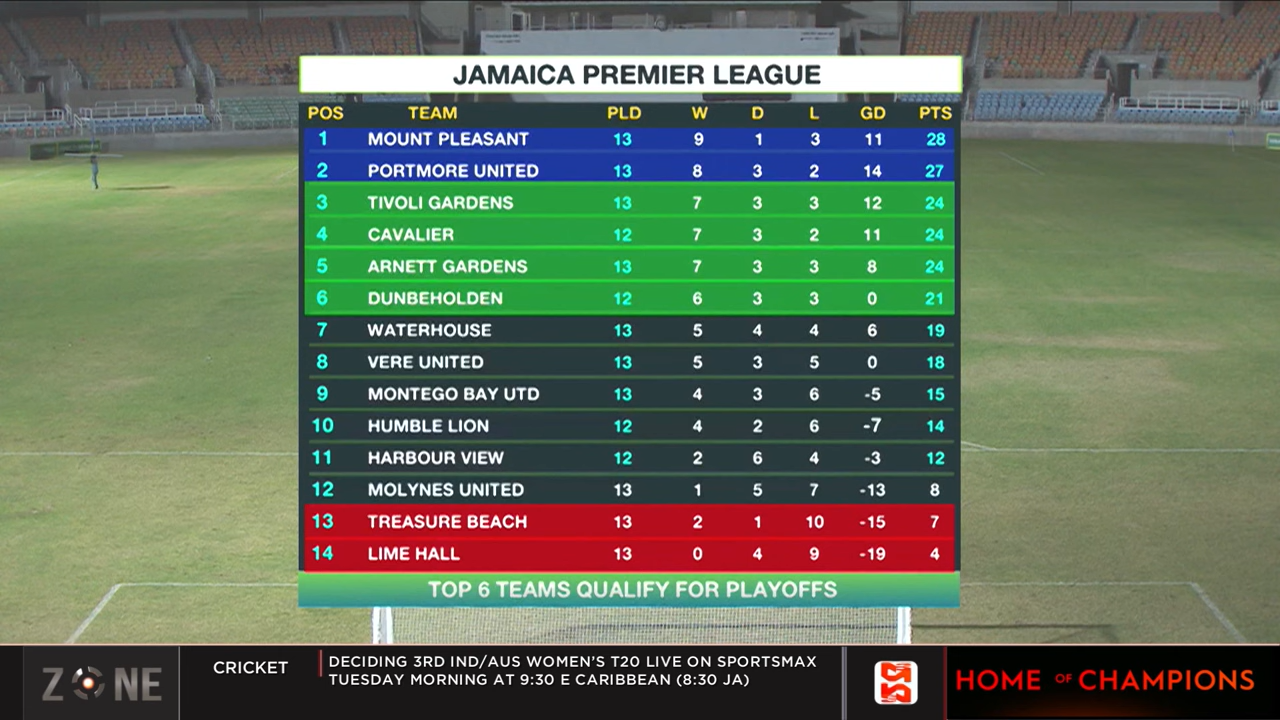 JAMAICA PREMIER LEAGUE
POS TEAM PLD W D L GD PTS
1 MOUNT PLEASANT 13 9 1 3 11 28
2 PORTMORE UNITED 13 8 3 2 14 27
3 TIVOLI GARDENS 13 7 3 3 12 24
4 CAVALIER 12 7 3 2 11 24
5 ARNETT GARDENS 13 7 3 3 8 24
6 DUNBEHOLDEN 12 6 3 3 0 21
7 WATERHOUSE 13 5 4 4 6 19
8 VERE UNITED 13 5 3 5 0 18
9 MONTEGO BAY UTD 13 4 3 6 -5 15
10 HUMBLE LION 12 4 2 6 -7 14
11 HARBOUR VIEW 12 2 6 4 -3 12
12 MOLYNES UNITED 13 1 5 7 -13 8
13 TREASURE BEACH 13 2 1 10 -15 7
14 LIME HALL 13 0 4 9 -19 4
TOP 6 TEAMS QUALIFY FOR PLAYOFFS
ZONE
CRICKET
DECIDING 3RD IND/AUS WOMEN'S T20 LIVE ON SPORTSMAX
TUESDAY MORNING AT 9:30 E CARIBBEAN (8:30 JA)
HOME OF CHAMPIONS